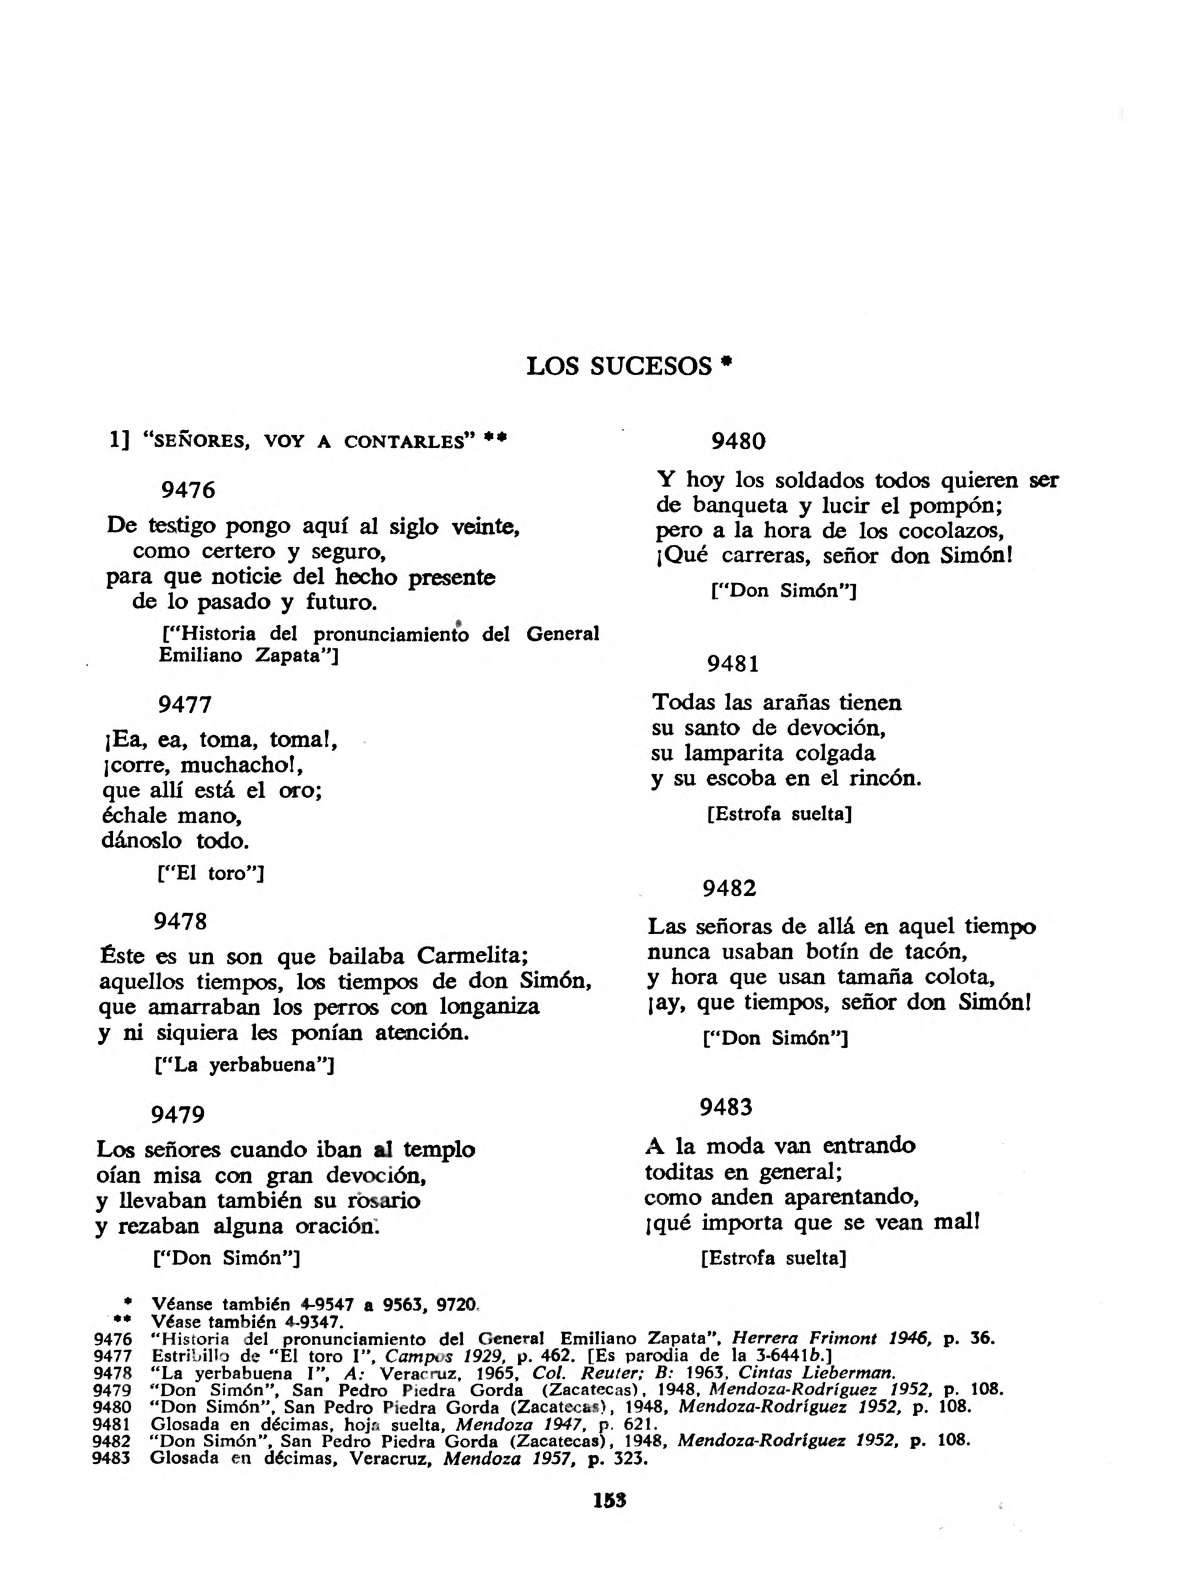 LOS SUCESOS *
1] “SEÑORES, VOY A CONTARLES” **
9476
De testigo pongo aquí al siglo veinte,
como certero y seguro,
para que noticie del hecho presente
de lo pasado y futuro.
[“Historia del pronunciamiento del General
Emiliano Zapata”]
9477
¡Ea, ea, toma, toma!,
¡corre, muchacho!,
que allí está el oro;
échale mano,
dánoslo todo.
[“El toro”]
9478
Éste es un son que bailaba Carmelita;
aquellos tiempos, los tiempos de don Simón,
que amarraban los perros con longaniza
y ni siquiera les ponían atención.
[“La yerbabuena”]
9479
Los señores cuando iban al templo
oían misa con gran devoción,
y llevaban también su rosario
y rezaban alguna oración.
[“Don Simón”]
9480
Y hoy los soldados todos quieren ser
de banqueta y lucir el pompón;
pero a la hora de los cocolazos,
¡Qué carreras, señor don Simón!
[“Don Simón”]
9481
Todas las arañas tienen
su santo de devoción,
su lamparita colgada
y su escoba en el rincón.
[Estrofa suelta]
9482
Las señoras de allá en aquel tiempo
nunca usaban botín de tacón,
y hora que usan tamaña colota,
¡ay, que tiempos, señor don Simón!
[“Don Simón”]
9483
A la moda van entrando
toditas en general;
como anden aparentando,
¡qué importa que se vean mal!
[Estrofa suelta]
* Véanse también 4-9547 a 9563, 9720.
** Véase también 4-9347.
9476 “Historia del pronunciamiento del General Emiliano Zapata”, Herrera Frimont 1946, p. 36.
9477 Estribillo de “El toro I”, Campos 1929, p. 462. [Es parodia de la 3-6441b.]
9478 “La yerbabuena I”, A: Veracruz, 1965, Col. Reuter; B: 1963, Cintas Lieberman.
9479 “Don Simón”, San Pedro Piedra Gorda (Zacatecas), 1948, Mendoza-Rodríguez 1952, p. 108.
9480 “Don Simón”, San Pedro Piedra Gorda (Zacatecas), 1948, Mendoza-Rodríguez 1952, p. 108.
9481 Glosada en décimas, hoja suelta, Mendoza 1947, p. 621.
9482 “Don Simón”, San Pedro Piedra Gorda (Zacatecas), 1948, Mendoza-Rodríguez 1952, p. 108.
9483 Glosada en décimas, Veracruz, Mendoza 1957, p. 323.
153